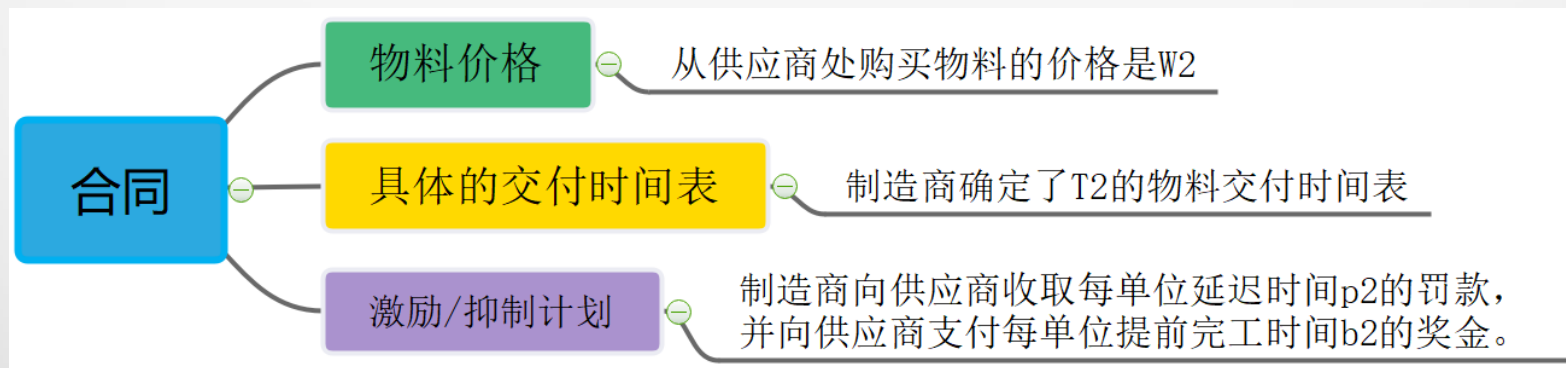 合同
物料价格
从供应商处购买物料的价格是W2
具体的交付时间表
制造商确定了T2的物料交付时间表
激励/抑制计划
制造商向供应商收取每单位延迟时间p2的罚款，
并向供应商支付每单位提前完工时间b2的奖金。